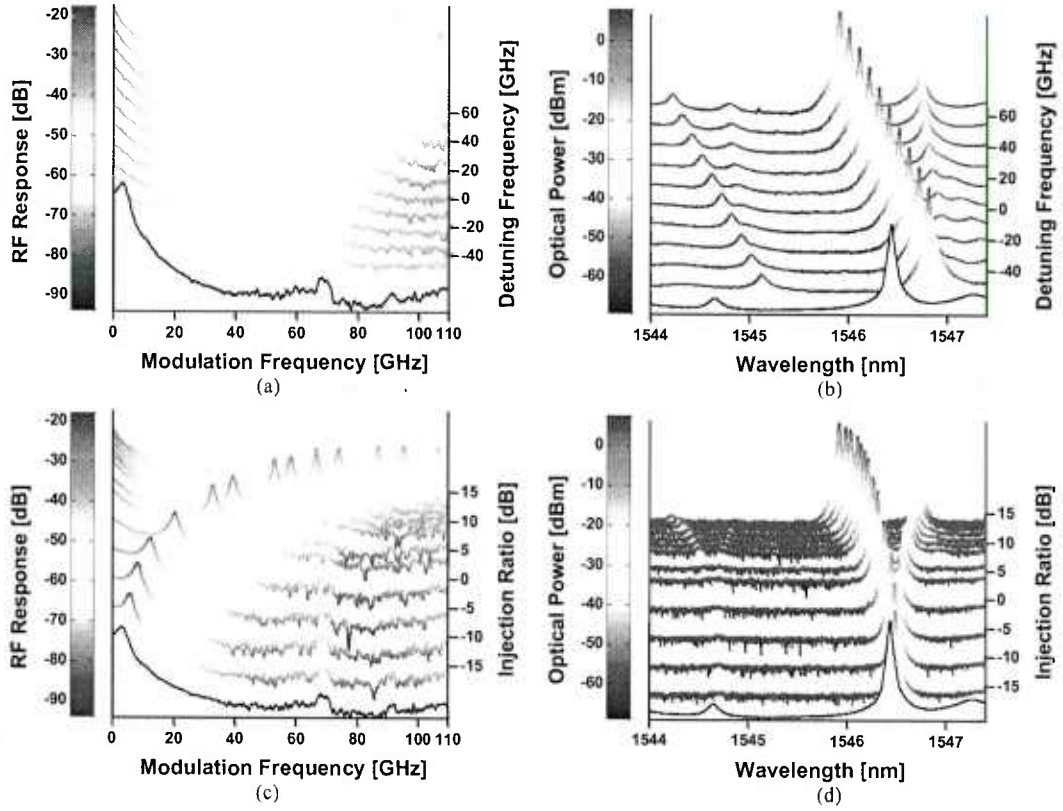 RF Response [dB]
-20
-30
-40
-50
-60
-70
-80
-90
60
40
20
0
-20
-40
Detuning Frequency [GHz]
0 20 40 60 80 100 110
Modulation Frequency [GHz]
(a)
Optical Power [dBm]
0
-10
-20
-30
-40
-50
-60
60
40
20
0
-20
-40
Detuning Frequency [GHz]
1544 1545 1546 1547
Wavelength [nm]
(b)
RF Response [dB]
-20
-30
-40
-50
-60
-70
-80
-90
15
10
5
0
-5
-10
-15
Injection Ratio [dB]
0 20 40 60 80 100 110
Modulation Frequency [GHz]
(c)
Optical Power [dBm]
0
-10
-20
-30
-40
-50
-60
15
10
5
0
-5
-10
-15
Injection Ratio [dB]
1544 1545 1546 1547
Wavelength [nm]
(d)